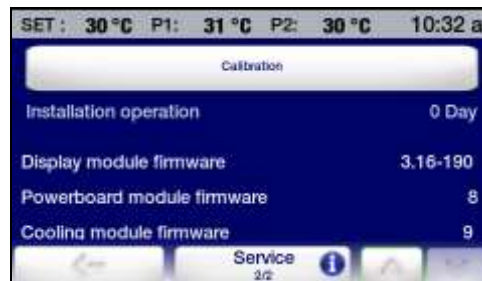 SET: 30 °C P1: 31 °C P2: 30 °C 10:32 a
Calibration
Installation operation 0 Day
Display module firmware 3.16-190
Powerboard module firmware 8
Cooling module firmware 9
Service
2/2